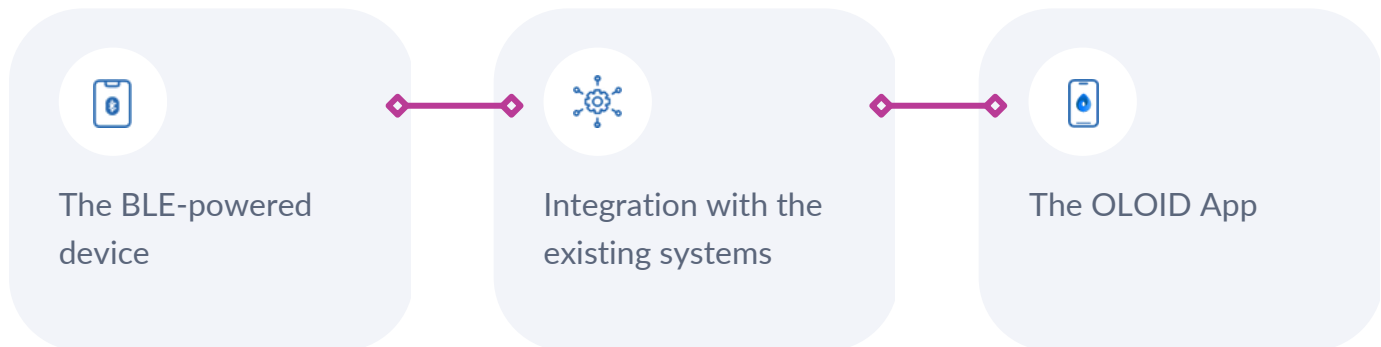 The BLE-powered
device
Integration with the
existing systems
The OLOID App